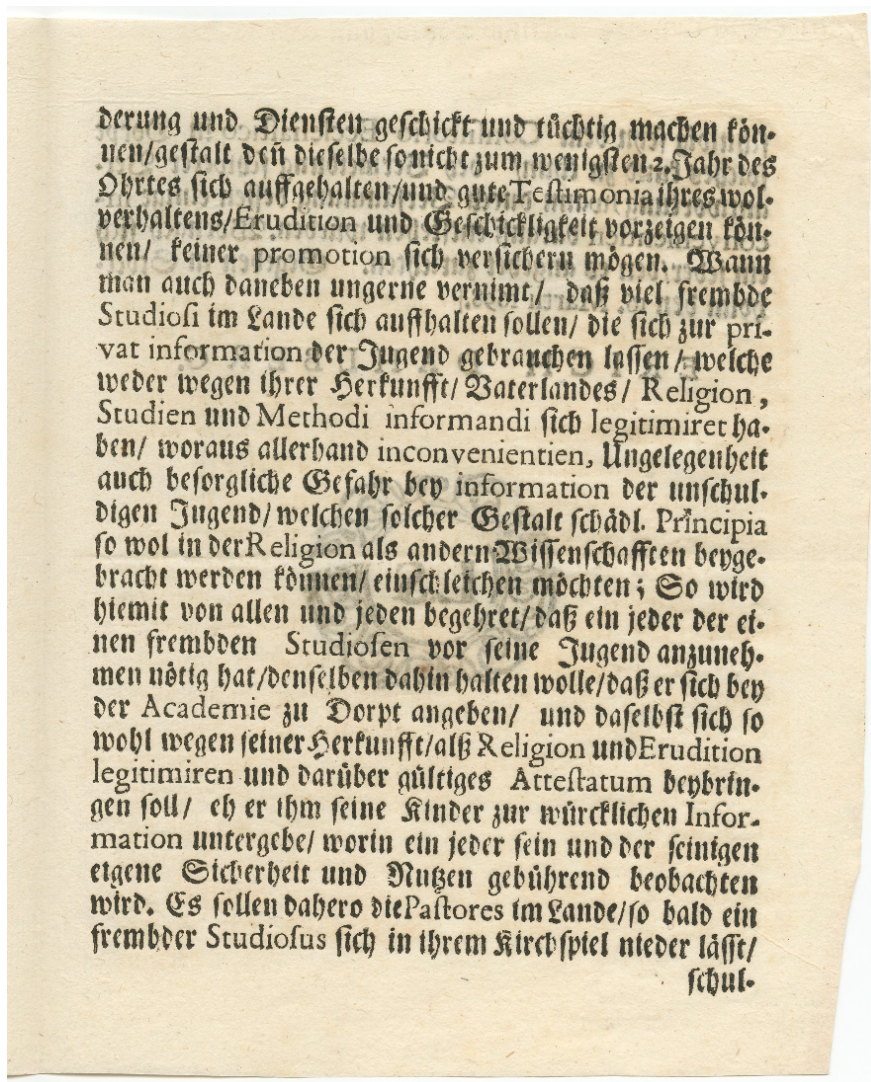 derung und Diensten geschickt und tüchtig machen kön-
nen/gestalt deñ dieselbe so nicht zum wenigsten 2. Jahr des
Ohrtes sich auffgehalten/und gute Testimonia ihres wol-
verhaltens/Erudition und Geschickligkeit vorzeigen kön-
nen/ keiner promotion sich versichern mögen. Wann
man auch daneben ungerne vernimt/ daß viel frembde
Studiosi im Lande sich auffhalten sollen/ die sich zur pri-
vat information der Jugend gebrauchen lassen/ welche
weder wegen ihrer Herkunfft/ Vaterlandes/ Religion,
Studien und Methodi informandi sich legitimiret ha-
ben/ woraus allerhand inconvenientien, Ungelegenheit
auch besorgliche Gefahr bey information der unschul-
digen Jugend/ welchen solcher Gestalt schädl. Principia
so wol in der Religion als andern Wissenschafften beyge-
bracht werden können/ einschleichen möchten; So wird
hiemit von allen und jeden begehret/ daß ein jeder der ei-
nen frembden Studiosen vor seine Jugend anzuneh-
men nötig hat/denselben dahin halten wolle/daß er sich bey
der Academie zu Dorpt angeben/ und daselbst sich so
wohl wegen seiner Herkunfft/alß Religion und Erudition
legitimiren und darüber gültiges Attestatum beybrin-
gen soll/ eh er ihm seine Kinder zur würcklichen Infor-
mation untergebe/ worin ein jeder sein und der seinigen
eigene Sicherheit und Nutzen gebührend beobachten
wird. Es sollen dahero die Pastores im Lande/so bald ein
frembder Studiosus sich in ihrem Kirchspiel nieder lässt/
schul-